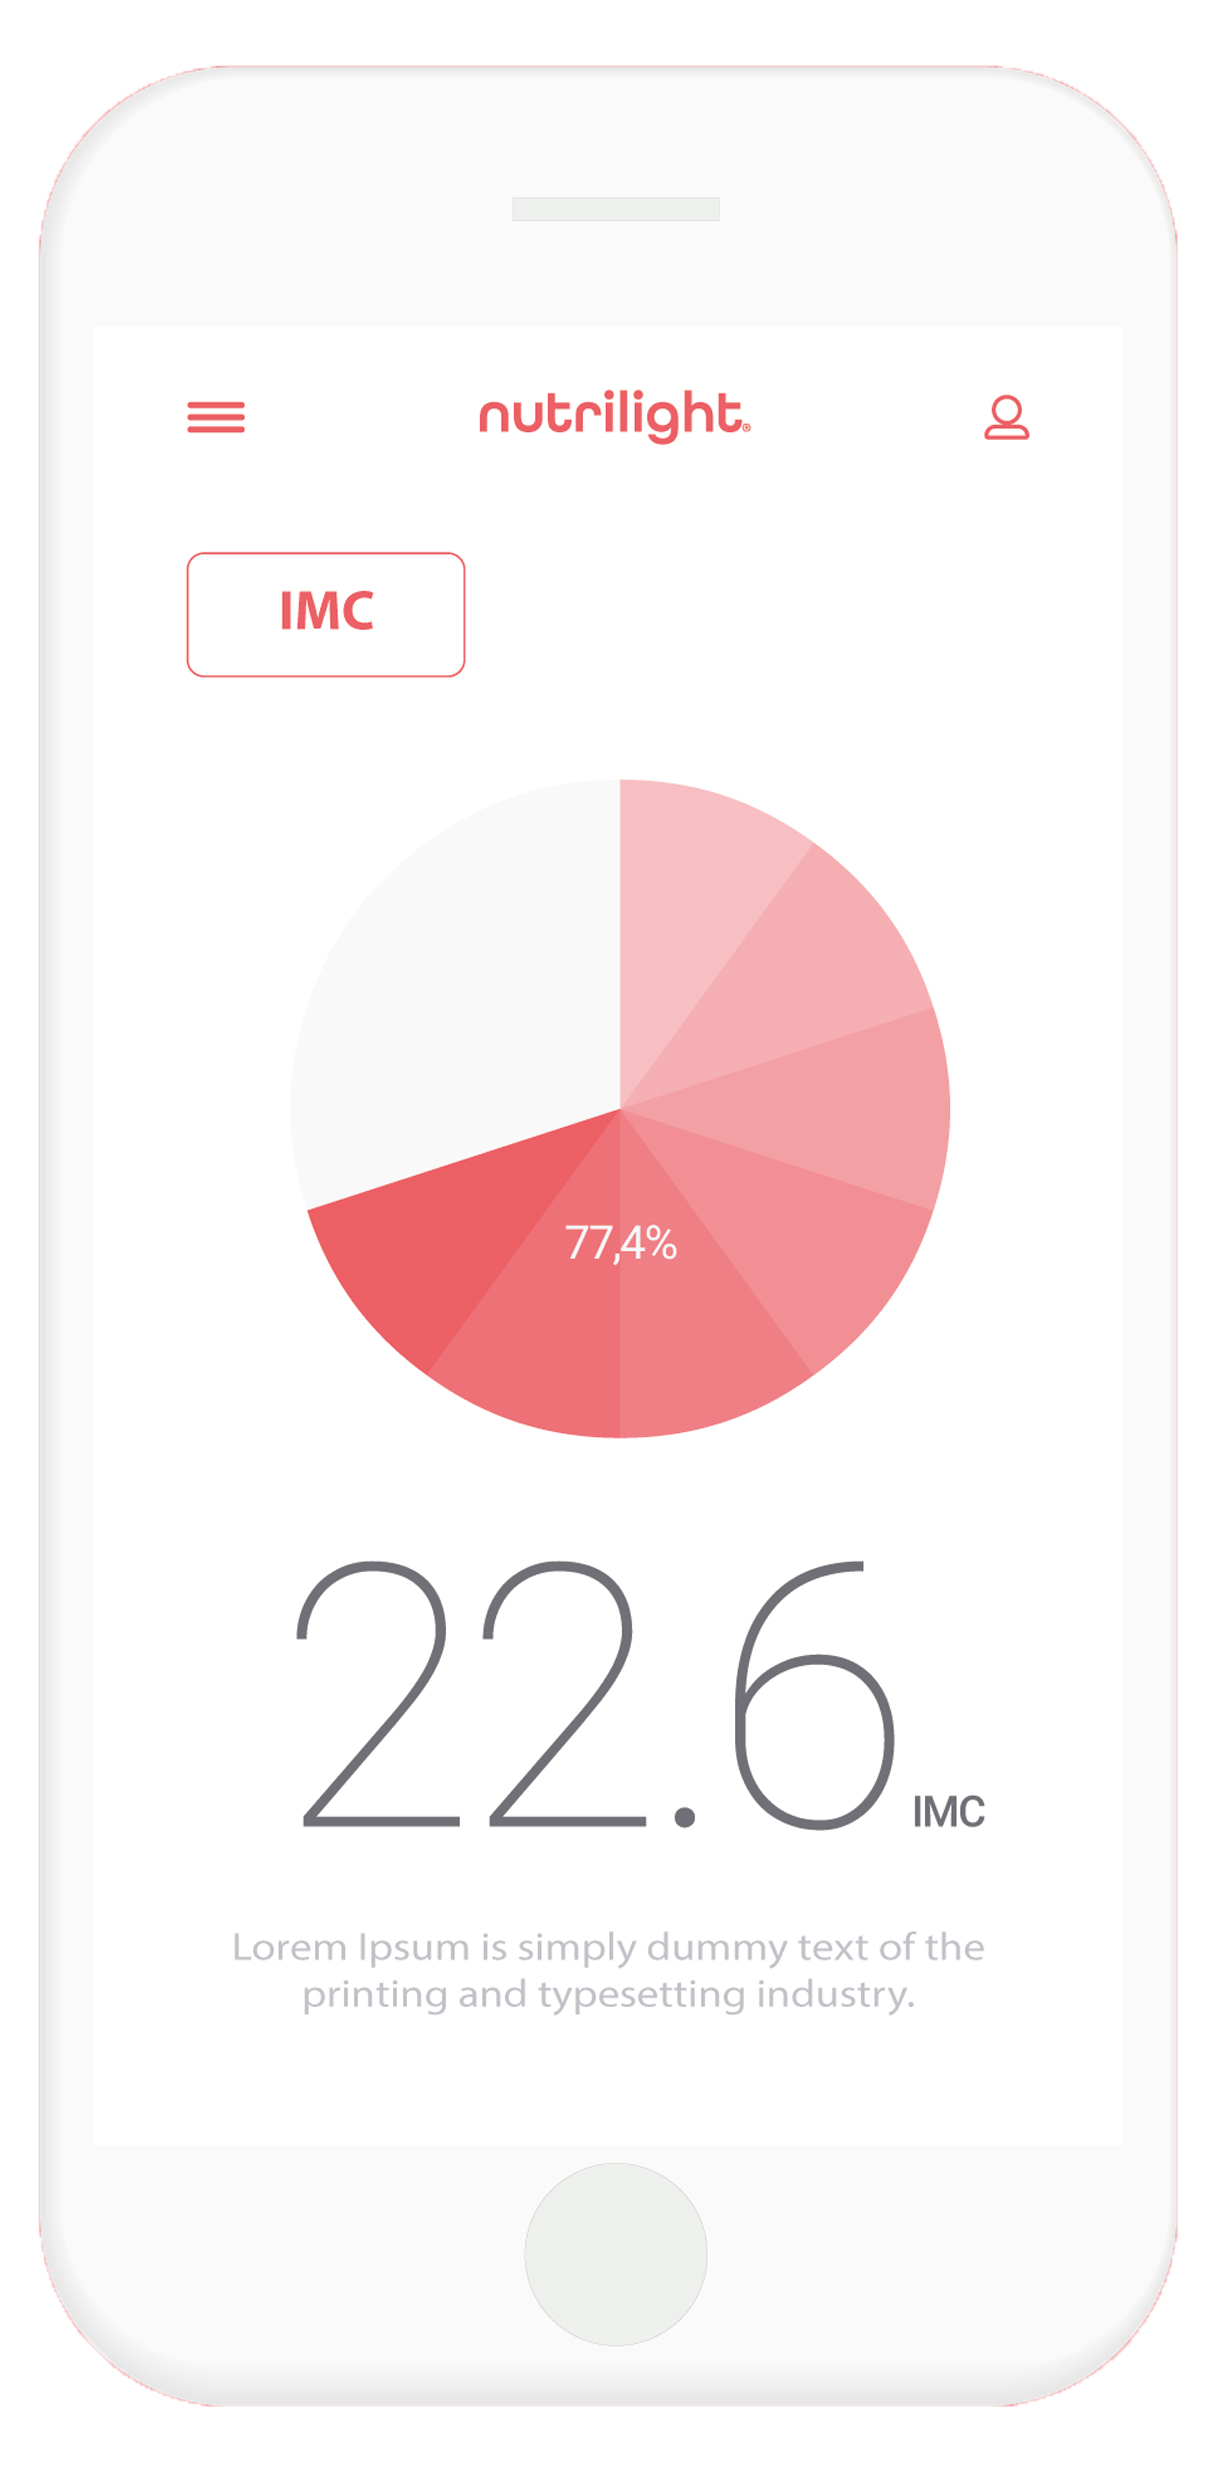 nutrilight®
IMC
77,4%
22.6 IMC
Lorem Ipsum is simply dummy text of the
printing and typesetting industry.